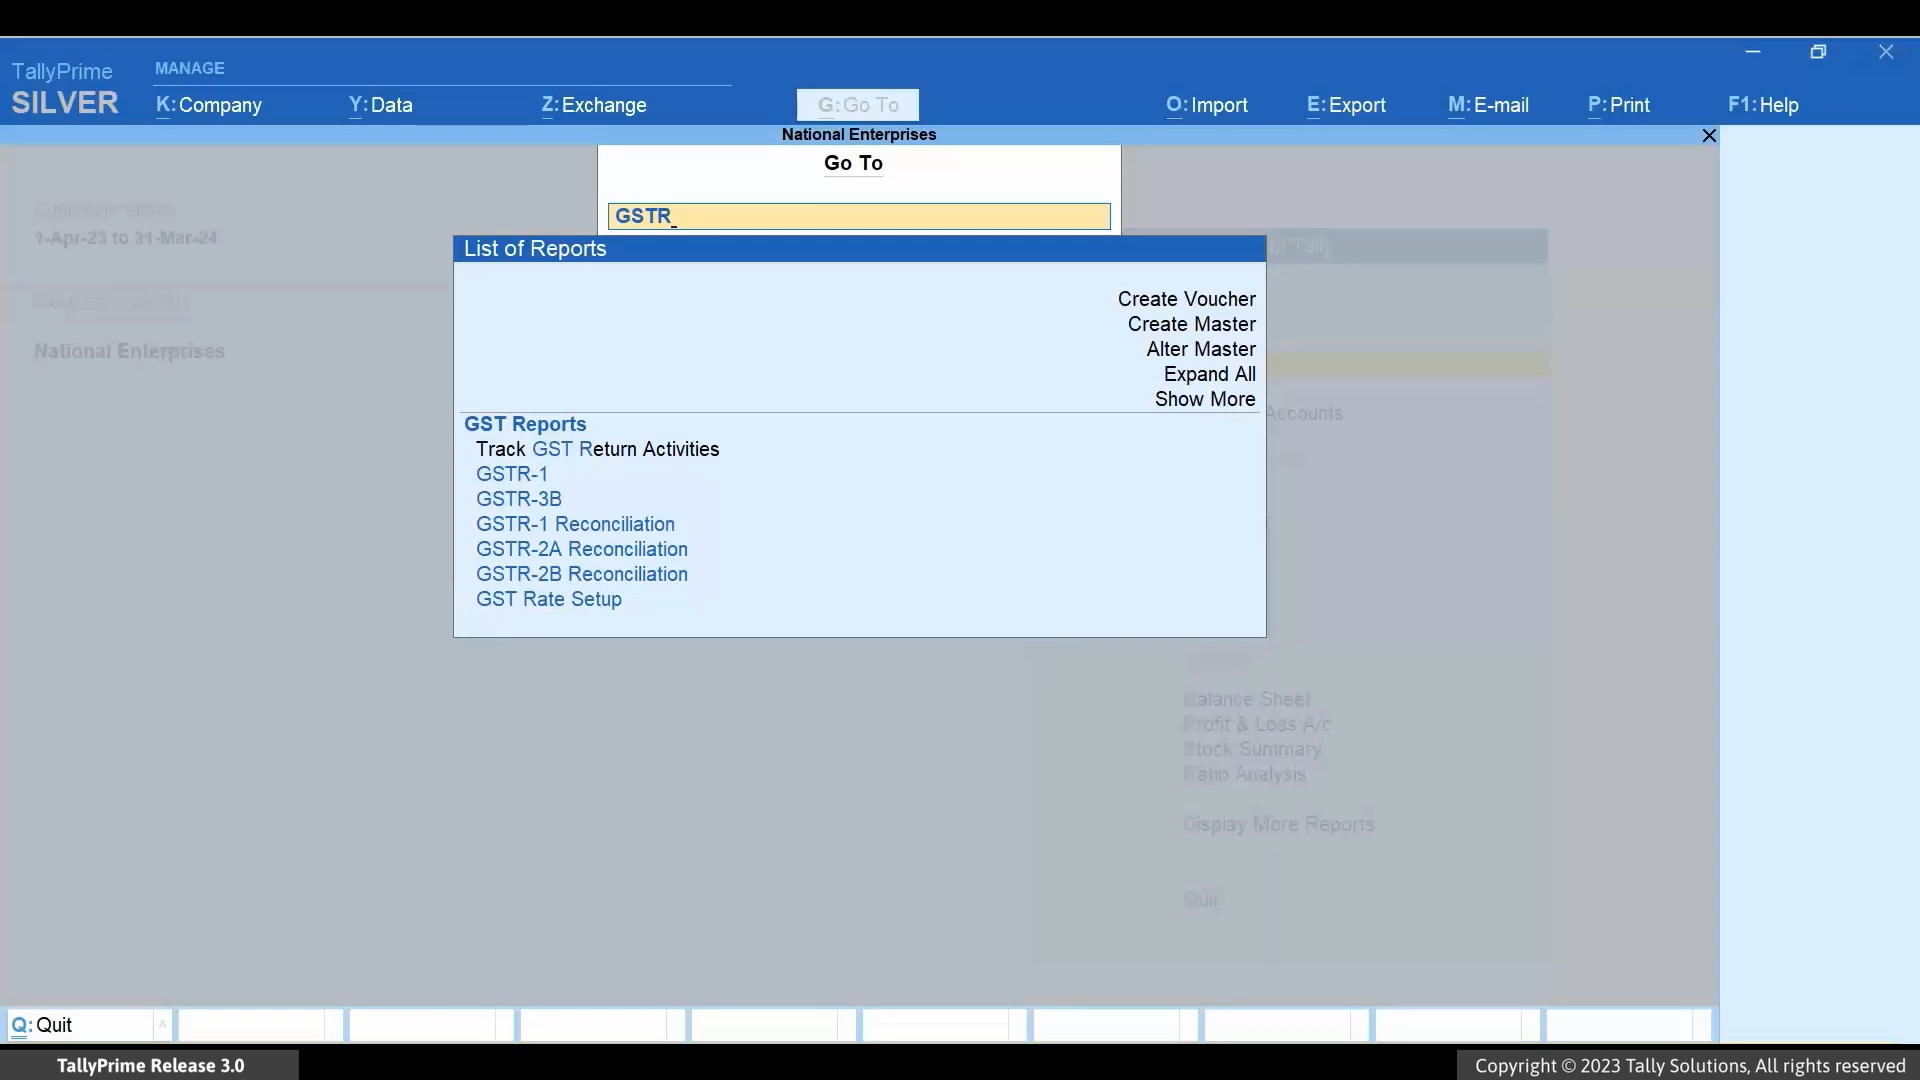 TallyPrime
SILVER
MANAGE
K:Company
Y:Data
Z:Exchange
G:Go To
O:Import
E:Export
M:E-mail
P:Print
F1:Help
National Enterprises
Go To
1-Apr-23 to 31-Mar-24
National Enterprises
GSTR_
List of Reports
Create Voucher
Create Master
Alter Master
Expand All
Show More
GST Reports
Track GST Return Activities
GSTR-1
GSTR-3B
GSTR-1 Reconciliation
GSTR-2A Reconciliation
GSTR-2B Reconciliation
GST Rate Setup
of Tally
Accounts
Balance Sheet
Profit & Loss A/c
Stock Summary
Ratio Analysis
Display More Reports
Quit
Q:Quit
TallyPrime Release 3.0
Copyright © 2023 Tally Solutions, All rights reserved